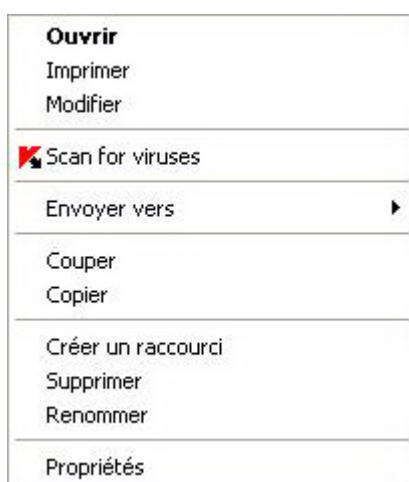 Ouvrir
Imprimer
Modifier
Scan for viruses
Envoyer vers
Couper
Copier
Créer un raccourci
Supprimer
Renommer
Propriétés